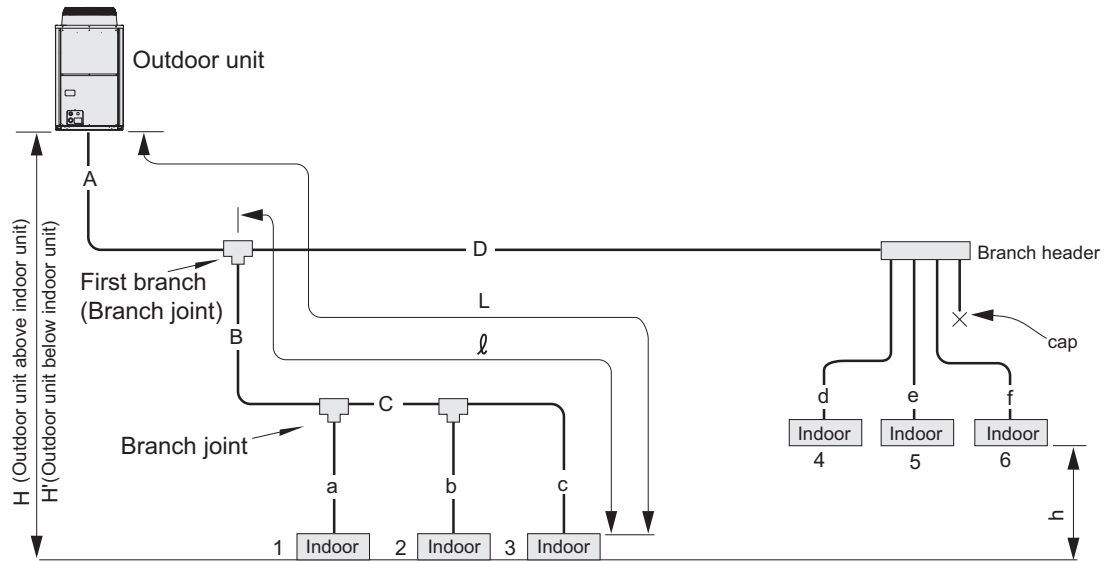 Outdoor unit
A
D
Branch header
First branch
(Branch joint)
L
B
ℓ
cap
H (Outdoor unit above indoor unit)
H'(Outdoor unit below indoor unit)
C
d
e
f
Branch joint
Indoor
Indoor
Indoor
4
5
6
a
b
c
h
1
Indoor
2
Indoor
3
Indoor